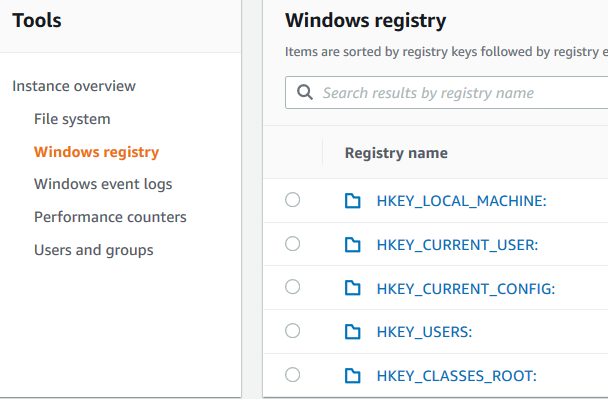 Tools
Instance overview
File system
Windows registry
Windows event logs
Performance counters
Users and groups
Windows registry
Items are sorted by registry keys followed by registry e
Search results by registry name
Registry name
HKEY_LOCAL_MACHINE:
HKEY_CURRENT_USER:
HKEY_CURRENT_CONFIG:
HKEY_USERS:
HKEY_CLASSES_ROOT: